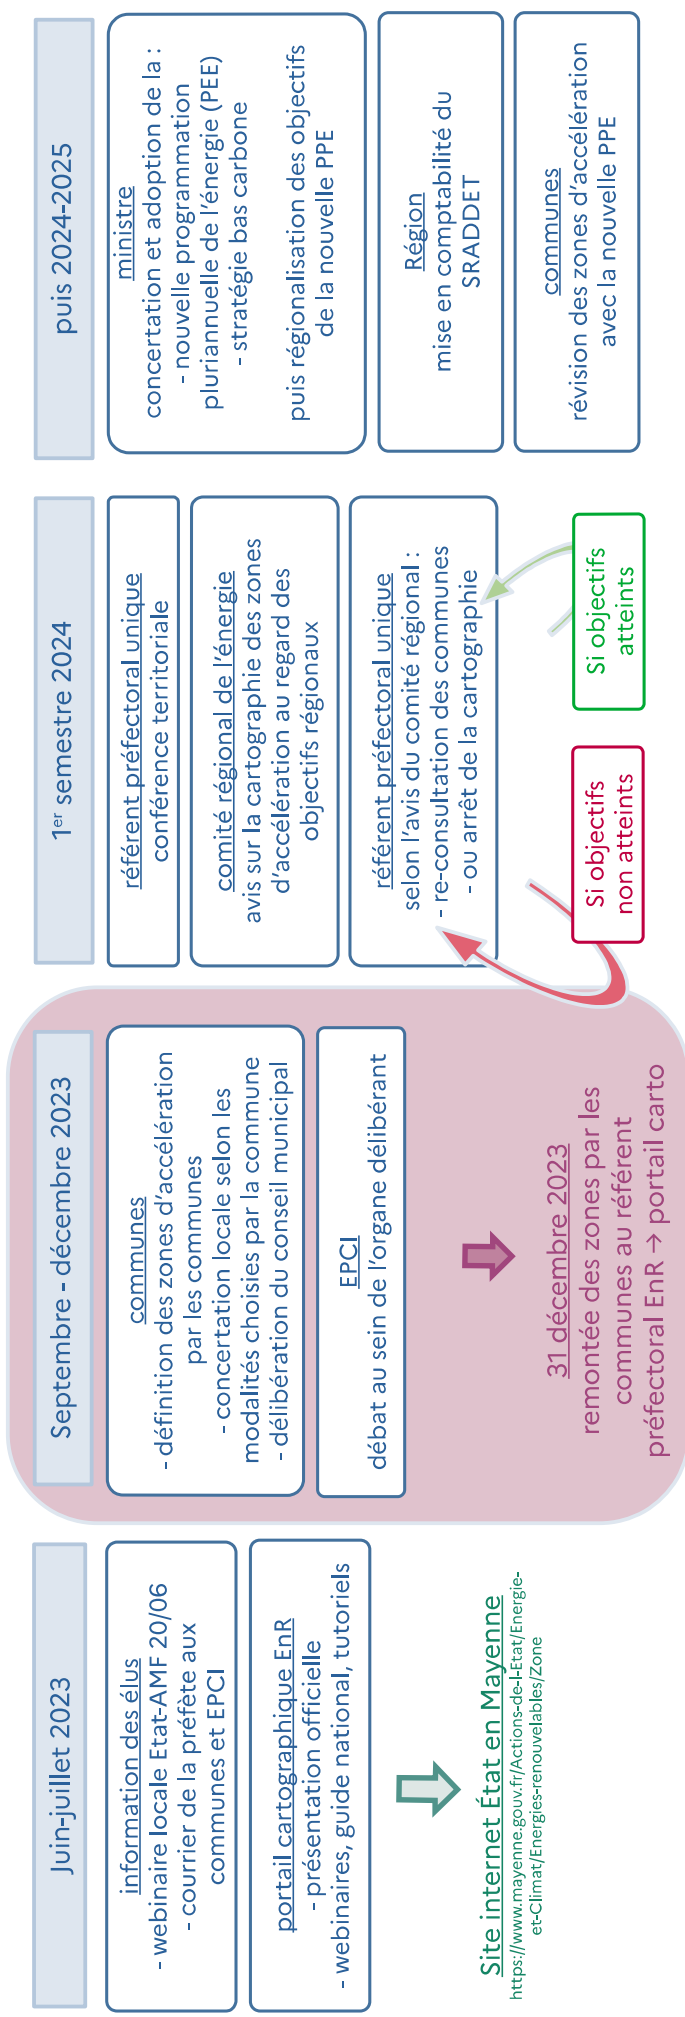 Juin-juillet 2023
information des élus
- webinaire locale Etat-AMF 20/06
- courrier de la préfète aux
communes et EPCI
portail cartographique EnR
- présentation officielle
- webinaires, guide national, tutoriels
Site internet État en Mayenne
https://www.mayenne.gouv.fr/Actions-de-l-Etat/Energie-
et-Climat/Energies-renouvelables/Zone
Septembre - décembre 2023
communes
- définition des zones d'accélération
par les communes
- concertation locale selon les
modalités choisies par la commune
- délibération du conseil municipal
EPCI
débat au sein de l'organe délibérant
31 décembre 2023
remontée des zones par les
communes au référent
préfectoral EnR → portail carto
1er semestre 2024
référent préfectoral unique
conférence territoriale
comité régional de l'énergie
avis sur la cartographie des zones
d'accélération au regard des
objectifs régionaux
référent préfectoral unique
selon l'avis du comité régional :
- re-consultation des communes
- ou arrêt de la cartographie
Si objectifs
non atteints
Si objectifs
atteints
puis 2024-2025
ministre
concertation et adoption de la :
- nouvelle programmation
pluriannuelle de l'énergie (PEE)
- stratégie bas carbone
puis régionalisation des objectifs
de la nouvelle PPE
Région
mise en comptabilité du
SRADDET
communes
révision des zones d'accélération
avec la nouvelle PPE